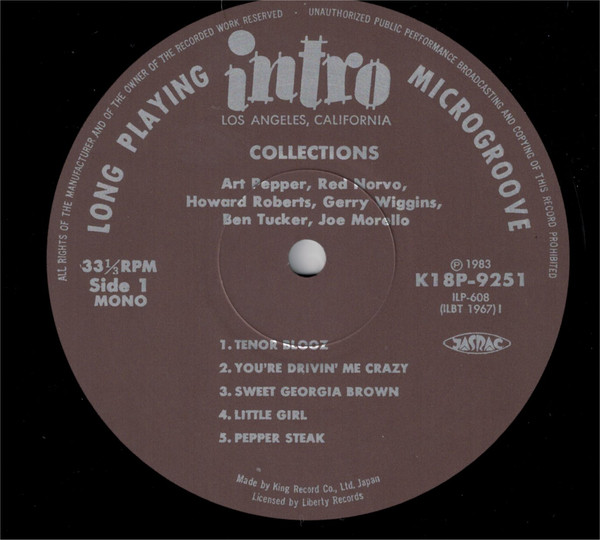 ALL RIGHTS OF THE MANUFACTURER AND OF THE OWNER OF THE RECORDED WORK RESERVED · UNAUTHORIZED PUBLIC PERFORMANCE BROADCASTING AND COPYING OF THIS RECORD PROHIBITED
LONG PLAYING MICROGROOVE
intro
LOS ANGELES, CALIFORNIA
COLLECTIONS
Art Pepper, Red Norvo,
Howard Roberts, Gerry Wiggins,
Ben Tucker, Joe Morello
33⅓RPM
Side 1
MONO
℗ 1983
K18P-9251
ILP-608
(ILBT 1967) I
JASRAC
1. TENOR BLOOZ
2. YOU'RE DRIVIN' ME CRAZY
3. SWEET GEORGIA BROWN
4. LITTLE GIRL
5. PEPPER STEAK
Made by King Record Co., Ltd, Japan
Licensed by Liberty Records